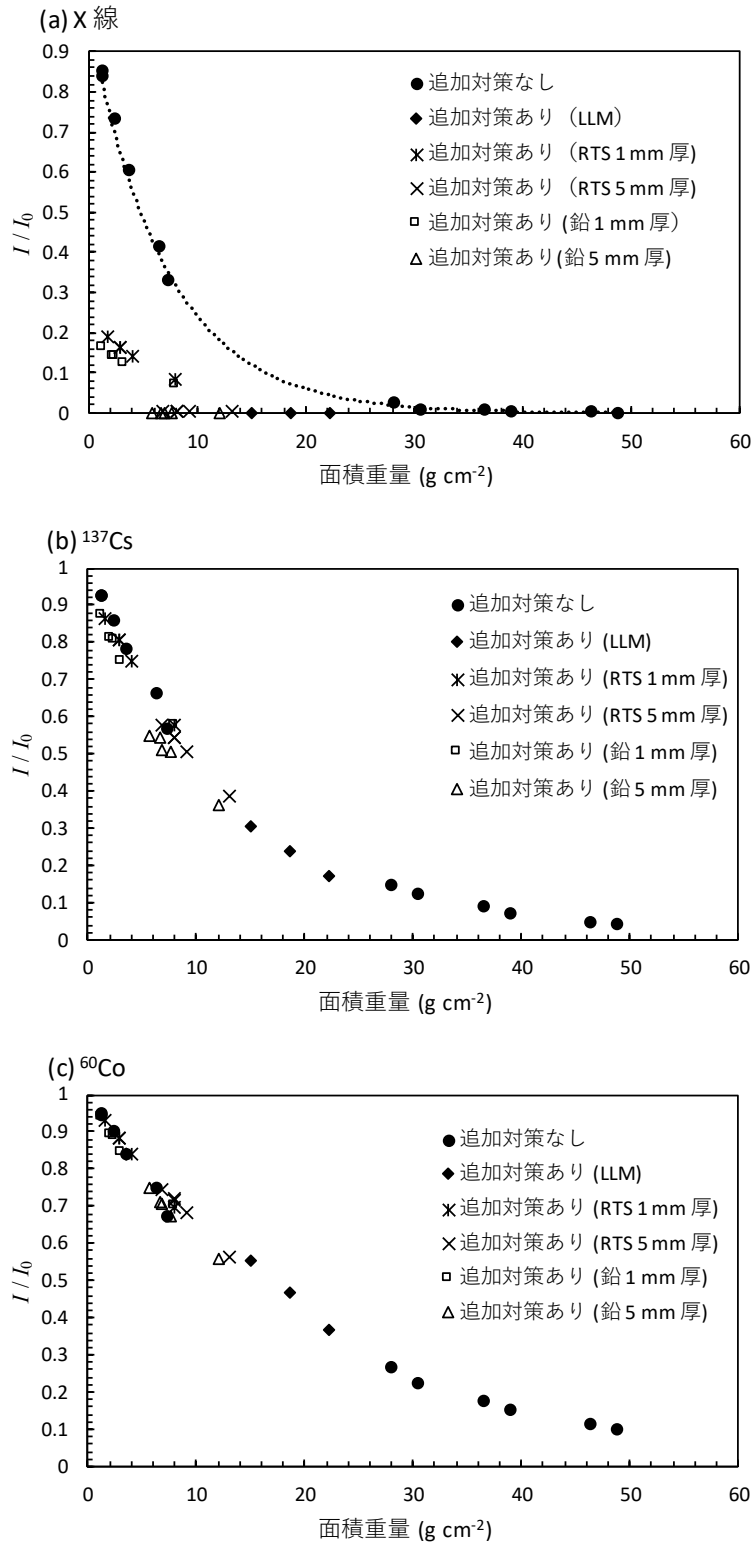 (a) X 線
0.9
0.8
0.7
0.6
0.5
0.4
0.3
0.2
0.1
0
I / I0
追加対策なし
追加対策あり（LLM）
追加対策あり（RTS 1 mm 厚)
追加対策あり（RTS 5 mm 厚)
追加対策あり (鉛 1 mm 厚）
追加対策あり(鉛 5 mm 厚)
0 10 20 30 40 50 60
面積重量 (g cm-2)
(b) 137Cs
1
0.9
0.8
0.7
0.6
0.5
0.4
0.3
0.2
0.1
0
I / I0
追加対策なし
追加対策あり (LLM)
追加対策あり (RTS 1 mm 厚)
追加対策あり (RTS 5 mm 厚)
追加対策あり (鉛 1 mm 厚)
追加対策あり (鉛 5 mm 厚)
0 10 20 30 40 50 60
面積重量 (g cm-2)
(c) 60Co
1
0.9
0.8
0.7
0.6
0.5
0.4
0.3
0.2
0.1
0
I / I0
追加対策なし
追加対策あり (LLM)
追加対策あり (RTS 1 mm 厚)
追加対策あり (RTS 5 mm 厚)
追加対策あり (鉛 1 mm 厚)
追加対策あり (鉛 5 mm 厚)
0 10 20 30 40 50 60
面積重量 (g cm-2)